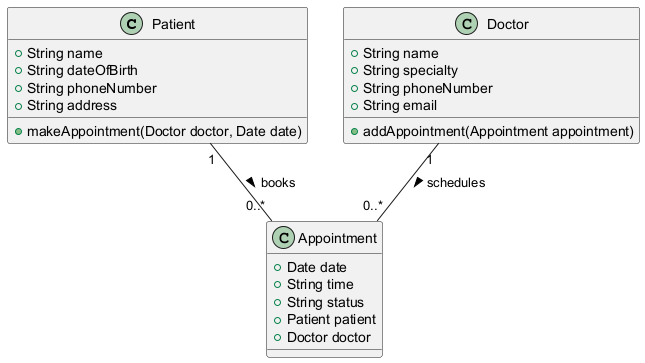 C Patient
String name
String dateOfBirth
String phoneNumber
String address
makeAppointment(Doctor doctor, Date date)
C Doctor
String name
String specialty
String phoneNumber
String email
addAppointment(Appointment appointment)
1
books
0..*
1
schedules
0..*
C Appointment
Date date
String time
String status
Patient patient
Doctor doctor